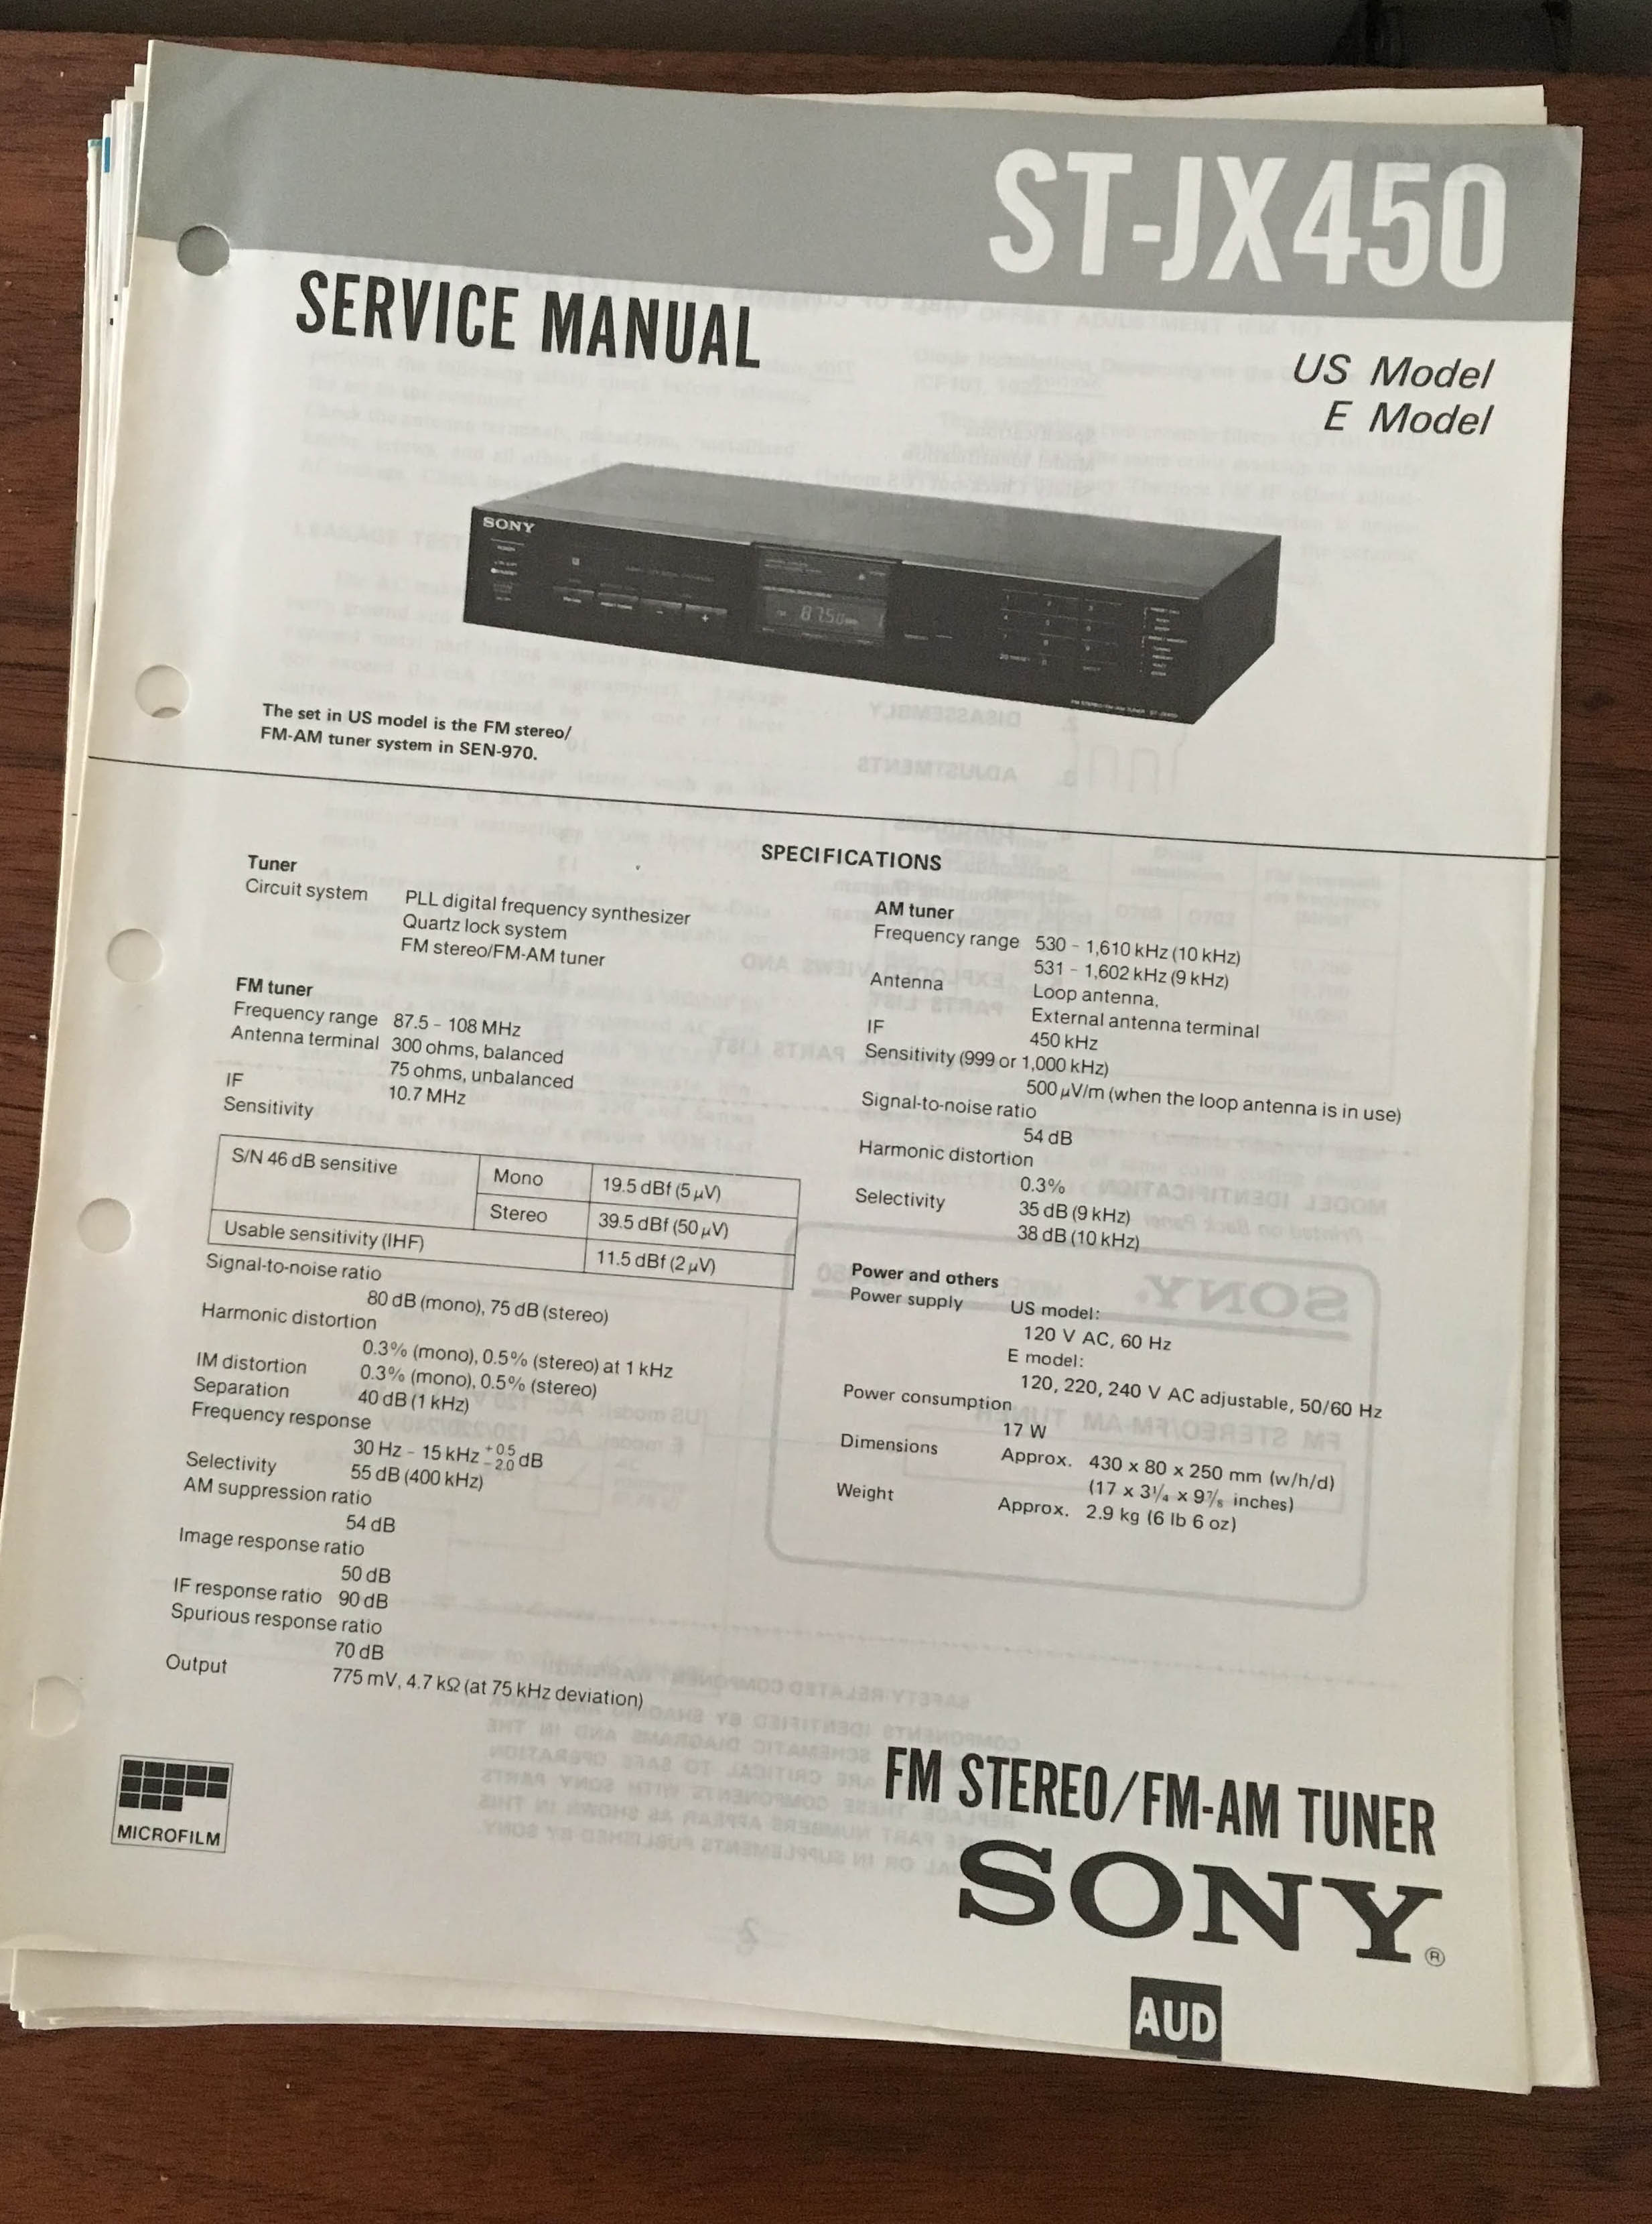 ST-JX450
SERVICE MANUAL
US Model
E Model
SONY
87.50
The set in US model is the FM stereo/
FM-AM tuner system in SEN-970.
SPECIFICATIONS
Tuner
Circuit system PLL digital frequency synthesizer
Quartz lock system
FM stereo/FM-AM tuner
FM tuner
Frequency range 87.5 - 108 MHz
Antenna terminal 300 ohms, balanced
75 ohms, unbalanced
IF 10.7 MHz
Sensitivity
S/N 46 dB sensitive Mono 19.5 dBf (5 μV)
Stereo 39.5 dBf (50 μV)
Usable sensitivity (IHF) 11.5 dBf (2 μV)
Signal-to-noise ratio
80 dB (mono), 75 dB (stereo)
Harmonic distortion
0.3% (mono), 0.5% (stereo) at 1 kHz
IM distortion 0.3% (mono), 0.5% (stereo)
Separation 40 dB (1 kHz)
Frequency response
30 Hz - 15 kHz +0.5 -2.0 dB
Selectivity 55 dB (400 kHz)
AM suppression ratio
54 dB
Image response ratio
50 dB
IF response ratio 90 dB
Spurious response ratio
70 dB
Output 775 mV, 4.7 kΩ (at 75 kHz deviation)
AM tuner
Frequency range 530 - 1,610 kHz (10 kHz)
531 - 1,602 kHz (9 kHz)
Antenna Loop antenna,
External antenna terminal
IF 450 kHz
Sensitivity (999 or 1,000 kHz)
500 μV/m (when the loop antenna is in use)
Signal-to-noise ratio
54 dB
Harmonic distortion
0.3%
Selectivity 35 dB (9 kHz)
38 dB (10 kHz)
Power and others
Power supply US model:
120 V AC, 60 Hz
E model:
120, 220, 240 V AC adjustable, 50/60 Hz
Power consumption
17 W
Dimensions Approx. 430 x 80 x 250 mm (w/h/d)
(17 x 3 1/4 x 9 7/8 inches)
Weight Approx. 2.9 kg (6 lb 6 oz)
MICROFILM
FM STEREO/FM-AM TUNER
SONY®
AUD